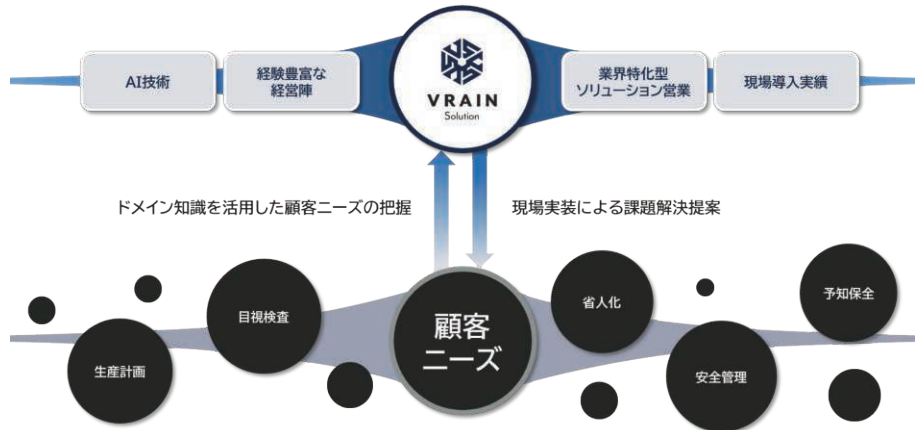 AI技術
経験豊富な
経営陣
VRAIN
Solution
業界特化型
ソリューション営業
現場導入実績
ドメイン知識を活用した顧客ニーズの把握
現場実装による課題解決提案
生産計画
目視検査
顧客
ニーズ
省人化
安全管理
予知保全